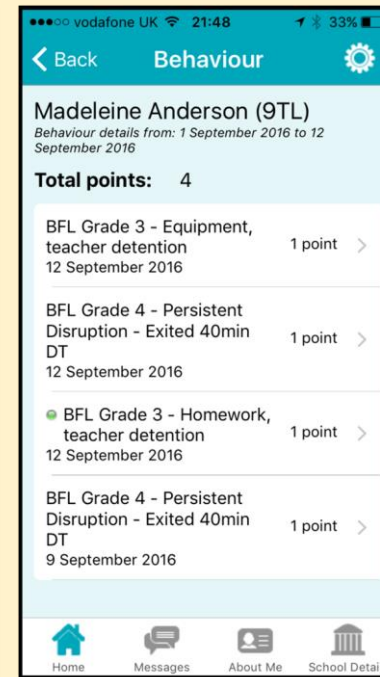 vodafone UK 21:48 33%
Back Behaviour
Madeleine Anderson (9TL)
Behaviour details from: 1 September 2016 to 12
September 2016
Total points: 4
BFL Grade 3 - Equipment,
teacher detention
1 point
12 September 2016
BFL Grade 4 - Persistent
Disruption - Exited 40min
DT
1 point
12 September 2016
BFL Grade 3 - Homework,
teacher detention
1 point
12 September 2016
BFL Grade 4 - Persistent
Disruption - Exited 40min
DT
1 point
9 September 2016
Home Messages About Me School Detai